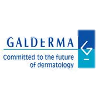 GALDERMA
Committed to the future
of dermatology
G